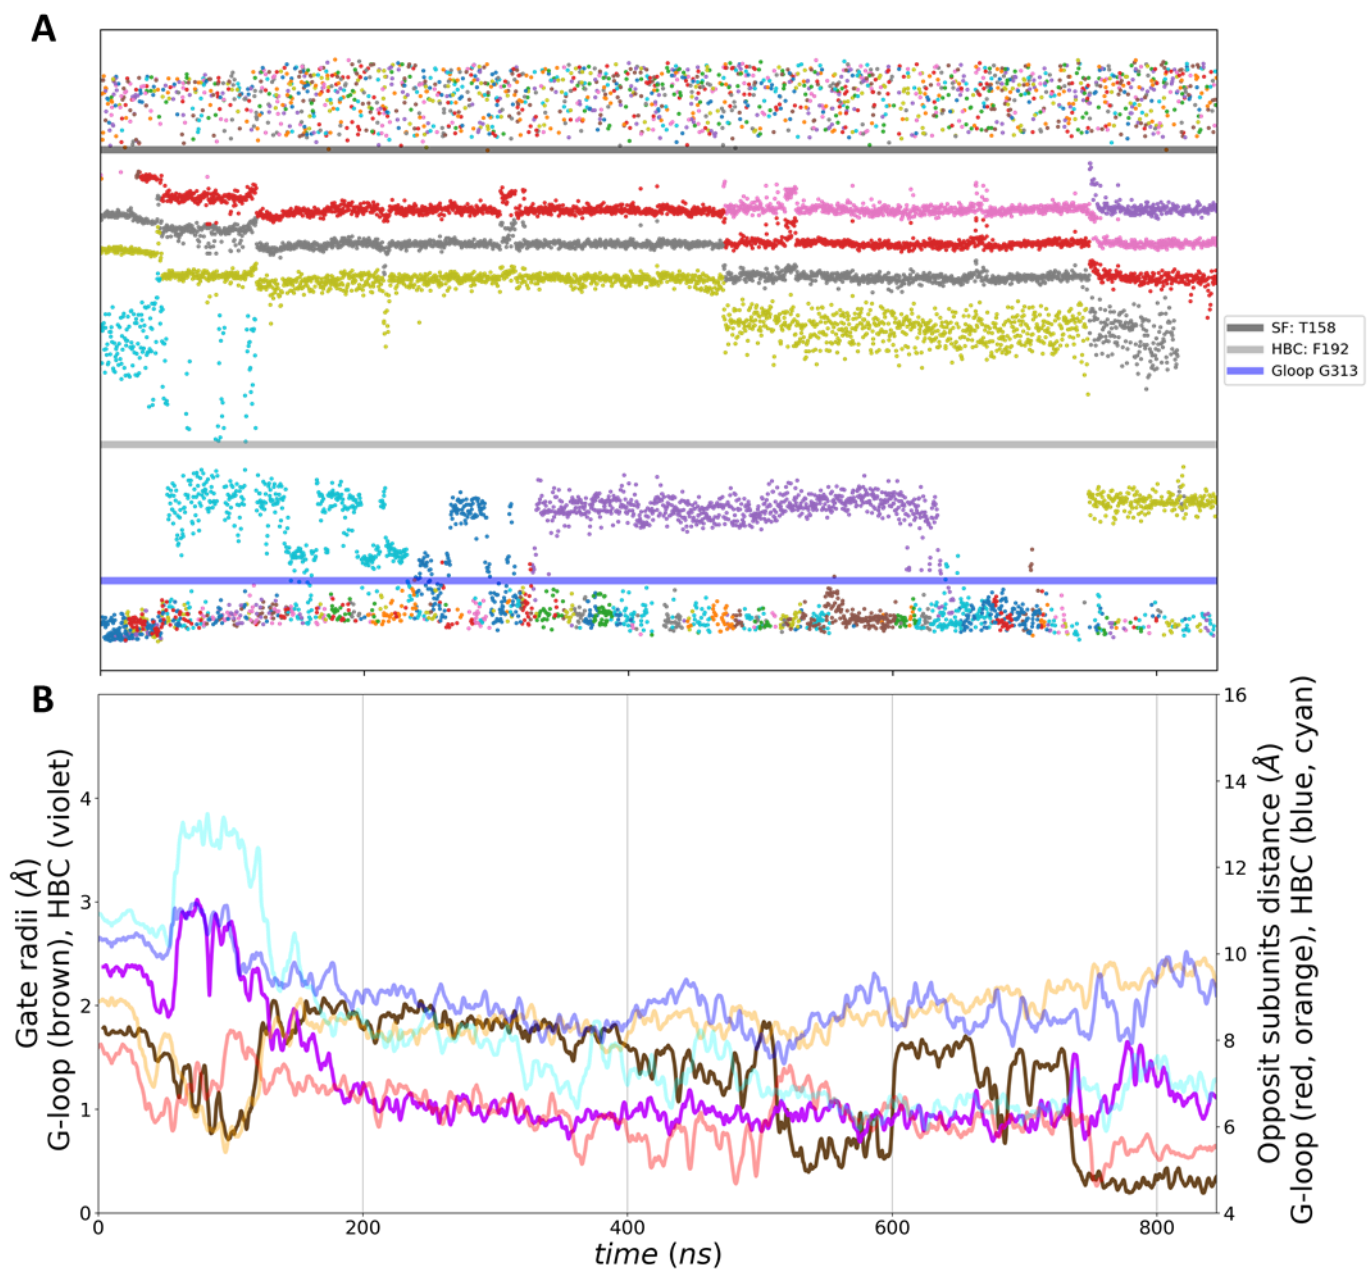 A
SF: T158
HBC: F192
Gloop G313
B
Gate radii (Å)
G-loop (brown), HBC (violet)
4
3
2
1
0
16
14
12
10
8
6
4
Opposit subunits distance (Å)
G-loop (red, orange), HBC (blue, cyan)
0
200
400
600
800
time (ns)